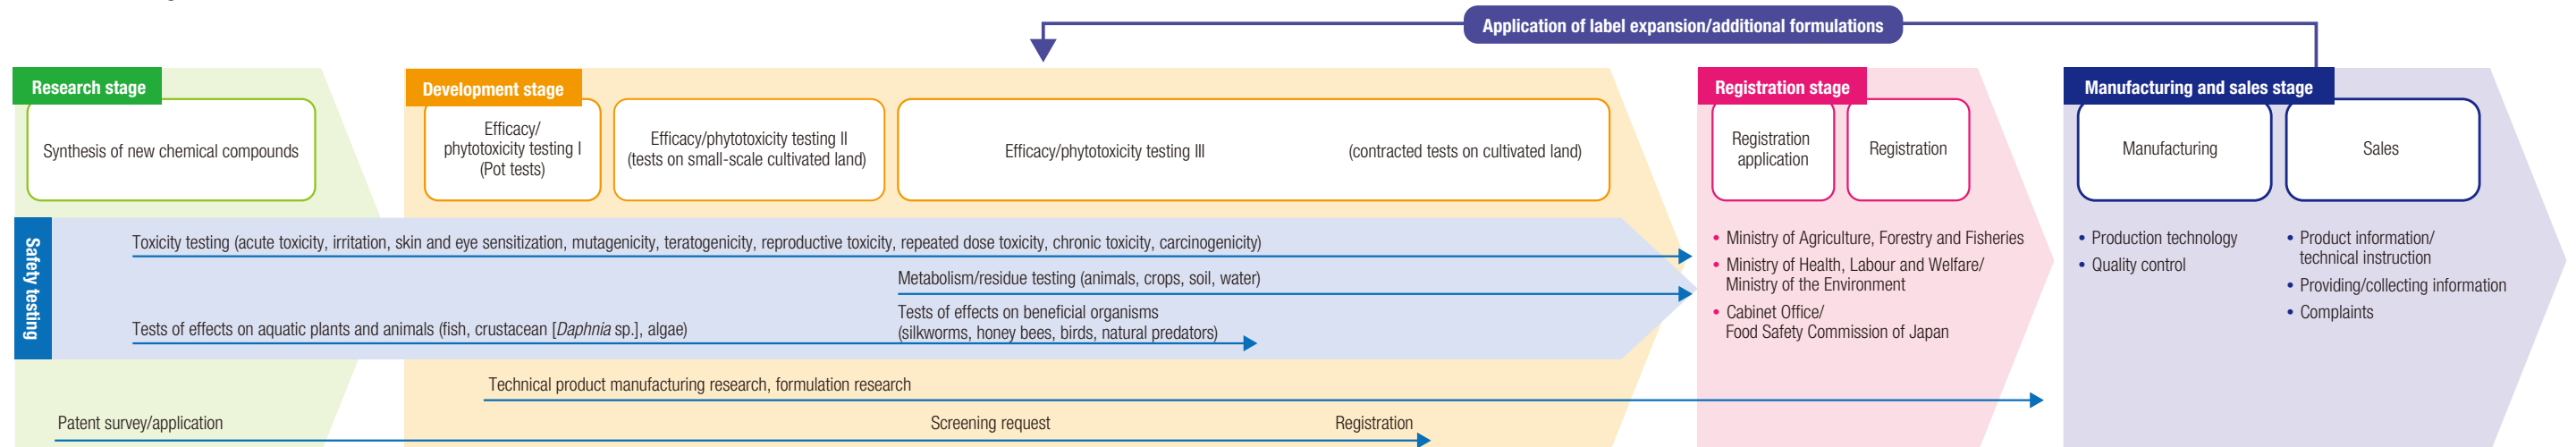 Application of label expansion/additional formulations
Research stage
Synthesis of new chemical compounds
Development stage
Efficacy/
phytotoxicity testing I
(Pot tests)
Efficacy/phytotoxicity testing II
(tests on small-scale cultivated land)
Efficacy/phytotoxicity testing III
(contracted tests on cultivated land)
Registration stage
Registration
application
Registration
Manufacturing and sales stage
Manufacturing
Sales
Safety testing
Toxicity testing (acute toxicity, irritation, skin and eye sensitization, mutagenicity, teratogenicity, reproductive toxicity, repeated dose toxicity, chronic toxicity, carcinogenicity)
Metabolism/residue testing (animals, crops, soil, water)
Tests of effects on aquatic plants and animals (fish, crustacean [Daphnia sp.], algae)
Tests of effects on beneficial organisms
(silkworms, honey bees, birds, natural predators)
• Ministry of Agriculture, Forestry and Fisheries
• Ministry of Health, Labour and Welfare/
Ministry of the Environment
• Cabinet Office/
Food Safety Commission of Japan
• Production technology
• Quality control
• Product information/
technical instruction
• Providing/collecting information
• Complaints
Technical product manufacturing research, formulation research
Patent survey/application
Screening request
Registration